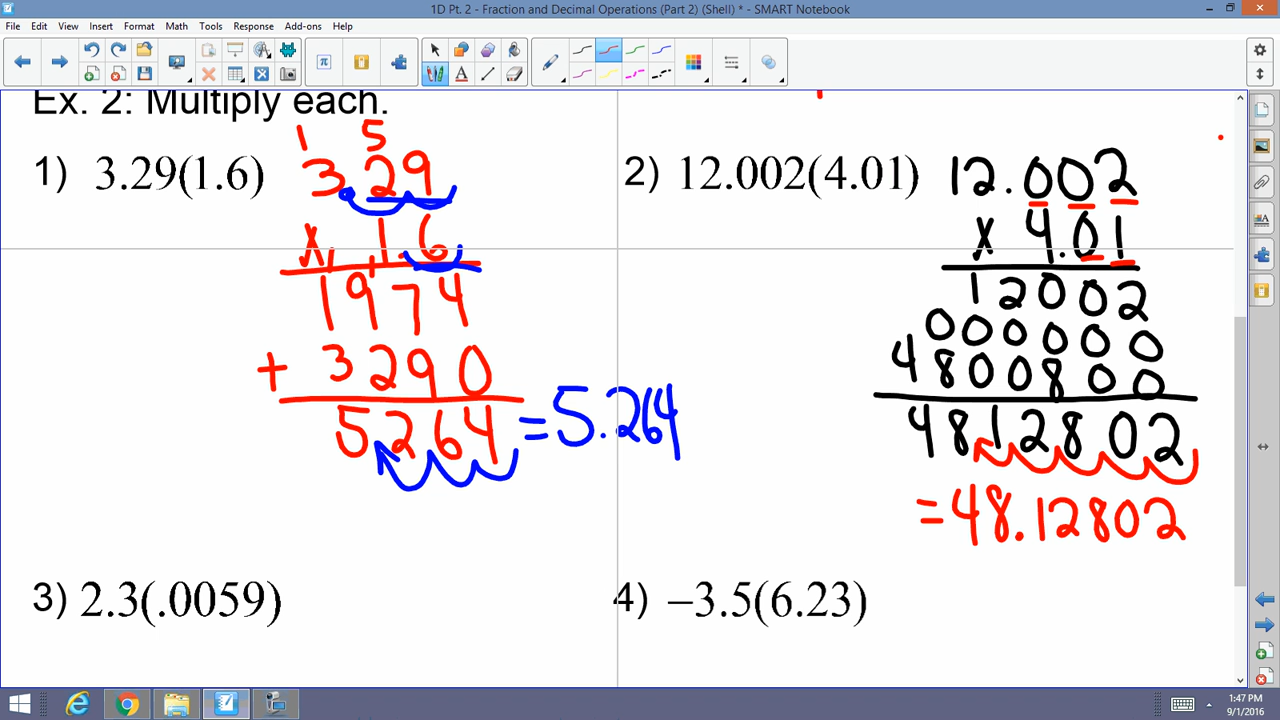 1D Pt. 2 - Fraction and Decimal Operations (Part 2) (Shell) * - SMART Notebook
File Edit View Insert Format Math Tools Response Add-ons Help
Ex. 2: Multiply each.
1) 3.29(1.6)
1 5
3.29
x 1.6
1974
+ 3290
5264 = 5.264
2) 12.002(4.01)
12.002
x 4.01
12002
000000
4800800
4812802
=48.12802
3) 2.3(.0059)
4) −3.5(6.23)
1:47 PM
9/1/2016